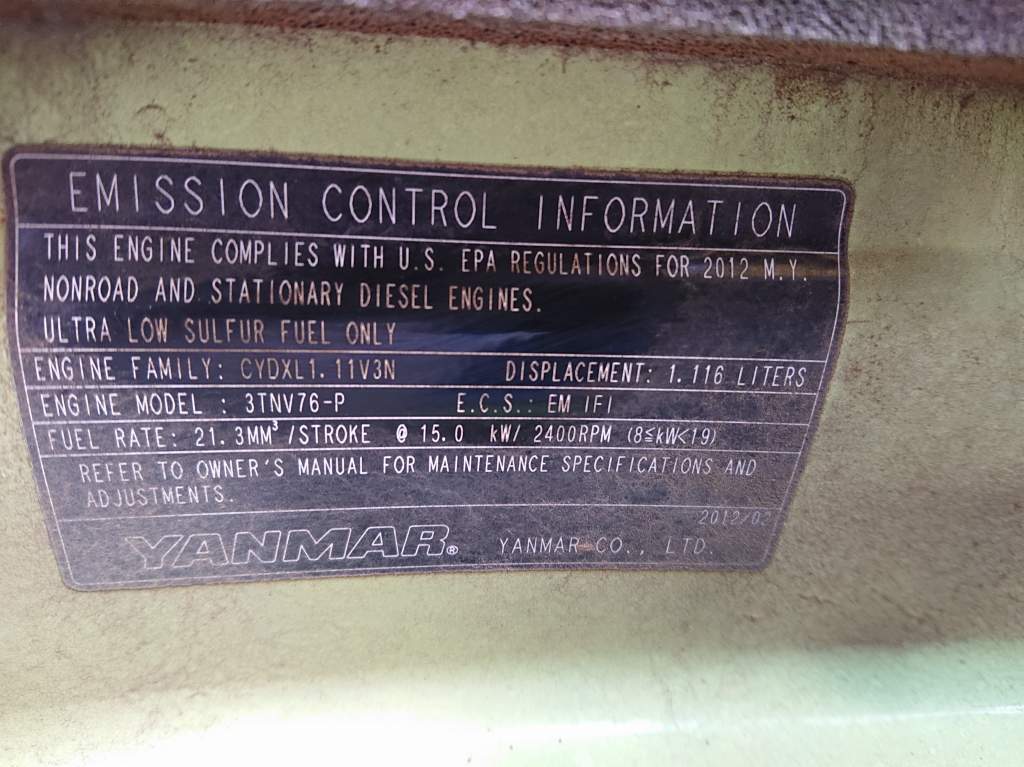 EMISSION CONTROL INFORMATION
THIS ENGINE COMPLIES WITH U.S. EPA REGULATIONS FOR 2012 M.Y.
NONROAD AND STATIONARY DIESEL ENGINES.
ULTRA LOW SULFUR FUEL ONLY
ENGINE FAMILY: CYDXL1.11V3N DISPLACEMENT: 1.116 LITERS
ENGINE MODEL : 3TNV76-P E.C.S.: EM IFI
FUEL RATE: 21.3MM³/STROKE @ 15.0 kW/ 2400RPM (8≦kW<19)
REFER TO OWNER'S MANUAL FOR MAINTENANCE SPECIFICATIONS AND
ADJUSTMENTS.
2012/02
YANMAR® YANMAR CO., LTD.